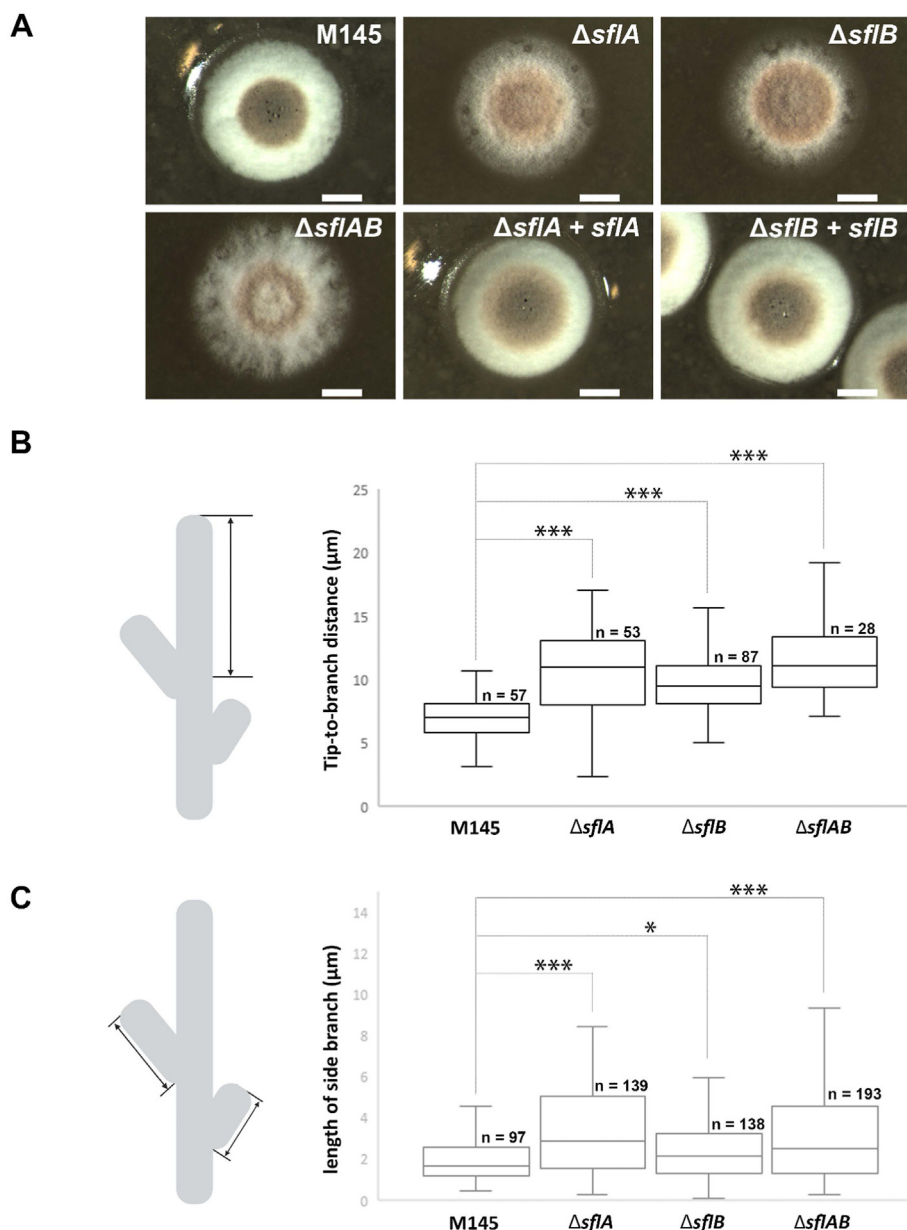 A
M145
ΔsflA
ΔsflB
ΔsflAB
ΔsflA + sflA
ΔsflB + sflB
B
Tip-to-branch distance (µm)
25
20
15
10
5
0
***
***
***
n = 57
n = 53
n = 87
n = 28
M145
ΔsflA
ΔsflB
ΔsflAB
C
length of side branch (µm)
14
12
10
8
6
4
2
0
***
*
***
n = 97
n = 139
n = 138
n = 193
M145
ΔsflA
ΔsflB
ΔsflAB